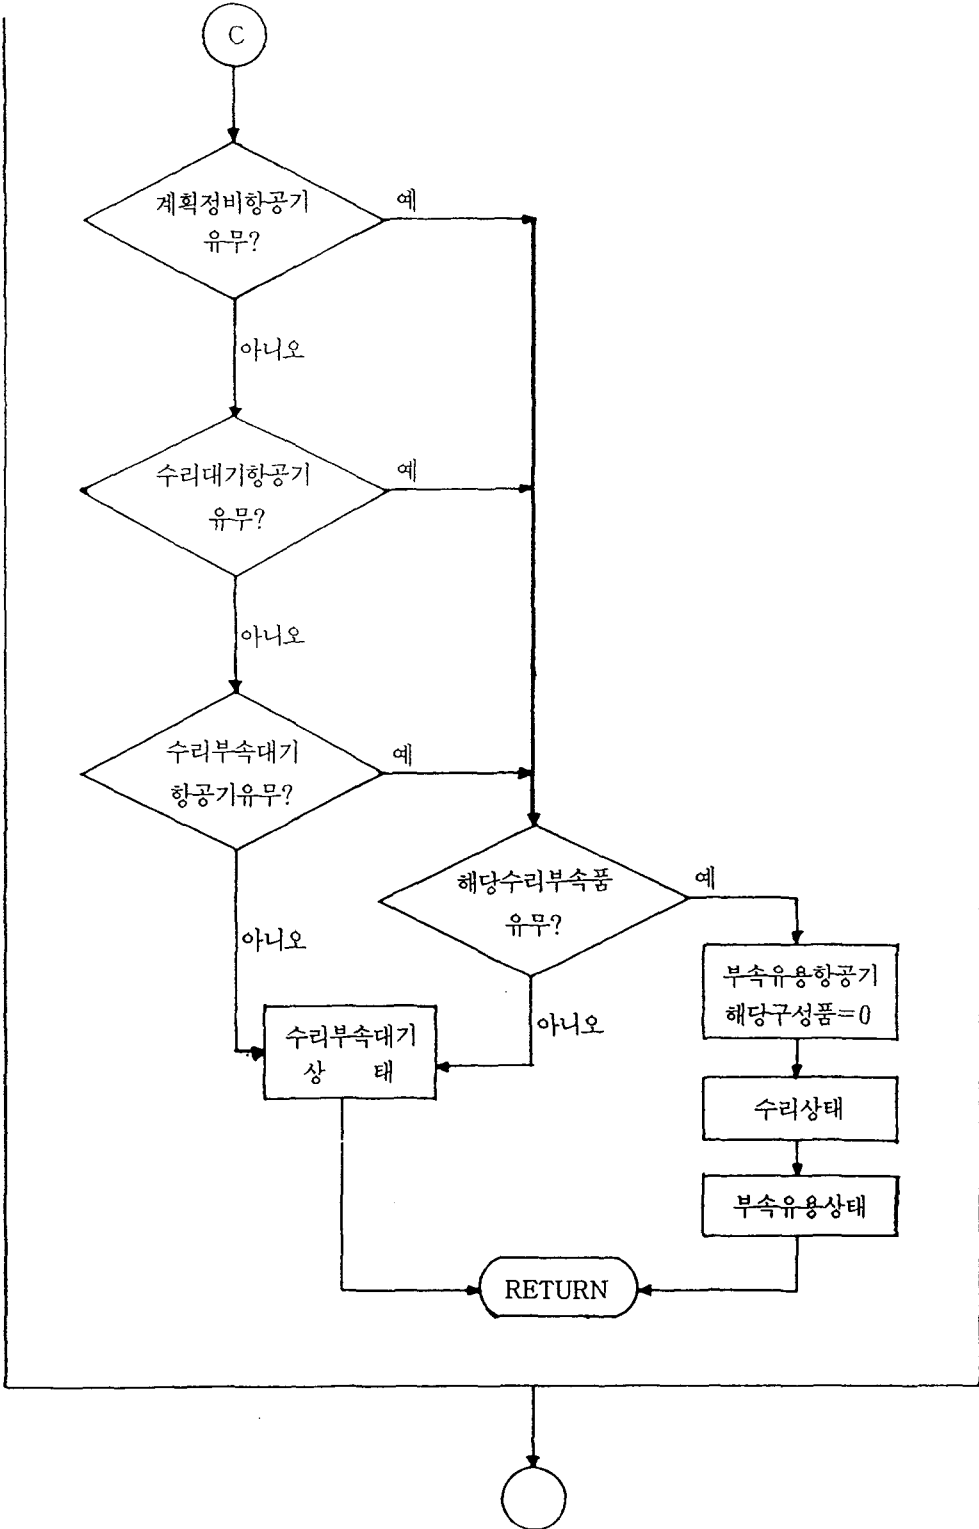 C
계획정비항공기
유무?
예
아니오
수리대기항공기
유무?
예
아니오
수리부속대기
항공기유무?
예
아니오
해당수리부속품
유무?
예
아니오
부속유용항공기
해당구성품=0
수리부속대기
상 태
수리상태
부속유용상태
RETURN